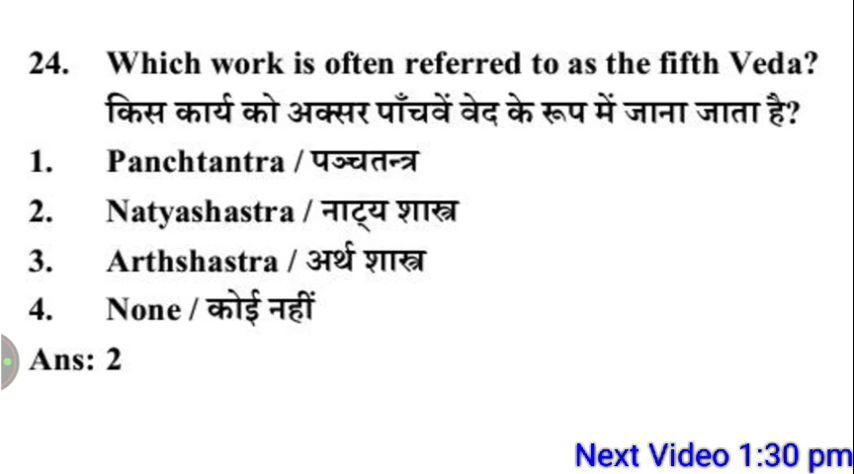 24. Which work is often referred to as the fifth Veda?
किस कार्य को अक्सर पाँचवें वेद के रूप में जाना जाता है?
1. Panchtantra / पञ्चतन्त्र
2. Natyashastra / नाट्य शास्त्र
3. Arthshastra / अर्थ शास्त्र
4. None / कोई नहीं
Ans: 2
Next Video 1:30 pm